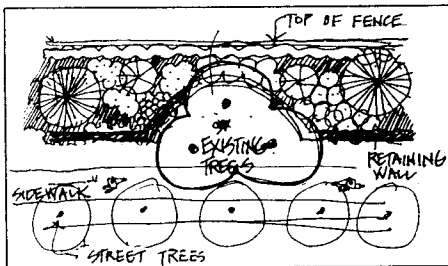 TOP OF FENCE
EXISTING
TREES
RETAINING
WALL
SIDEWALK
STREET TREES